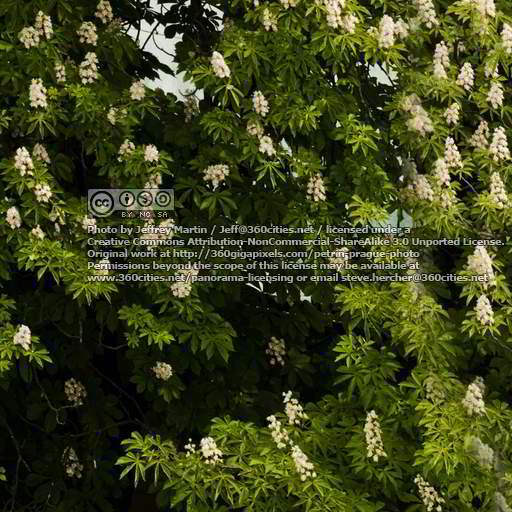 cc
BY NC SA
Photo by Jeffrey Martin / Jeff@360cities.net / licensed under a
Creative Commons Attribution-NonCommercial-ShareAlike 3.0 Unported License.
Original work at http://360gigapixels.com/petrin-prague-photo
Permissions beyond the scope of this license may be available at
www.360cities.net/panorama-licensing or email steve.hercher@360cities.net